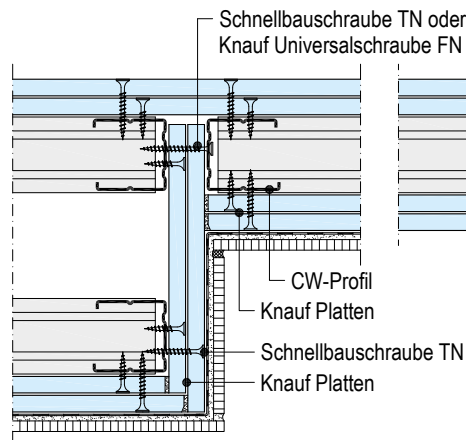 Schnellbauschraube TN oder
Knauf Universalschraube FN
CW-Profil
Knauf Platten
Schnellbauschraube TN
Knauf Platten